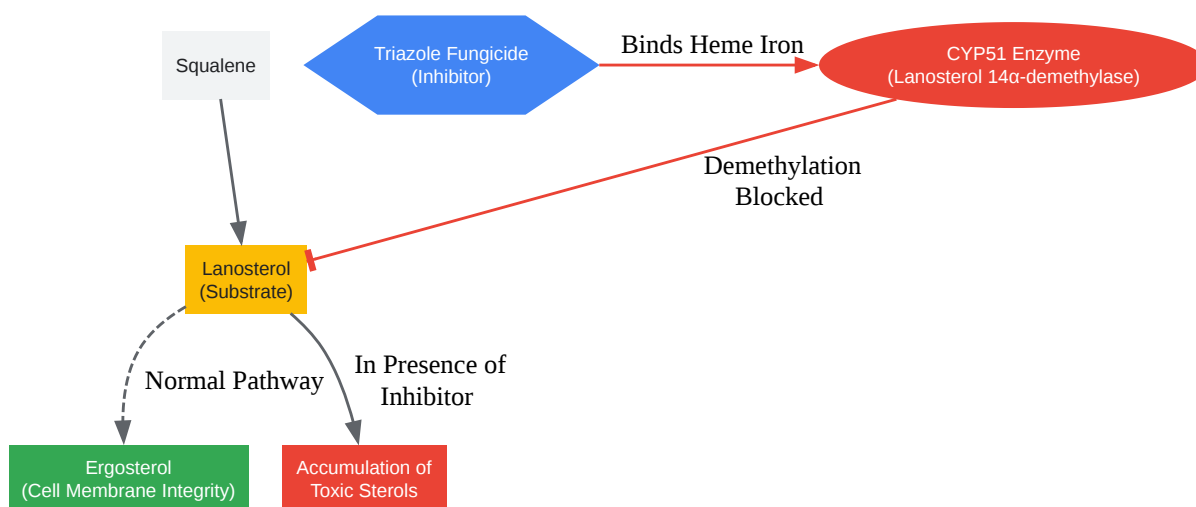 Squalene
Triazole Fungicide
(Inhibitor)
Binds Heme Iron
CYP51 Enzyme
(Lanosterol 14α-demethylase)
Demethylation
Blocked
Lanosterol
(Substrate)
Normal Pathway
In Presence of
Inhibitor
Ergosterol
(Cell Membrane Integrity)
Accumulation of
Toxic Sterols